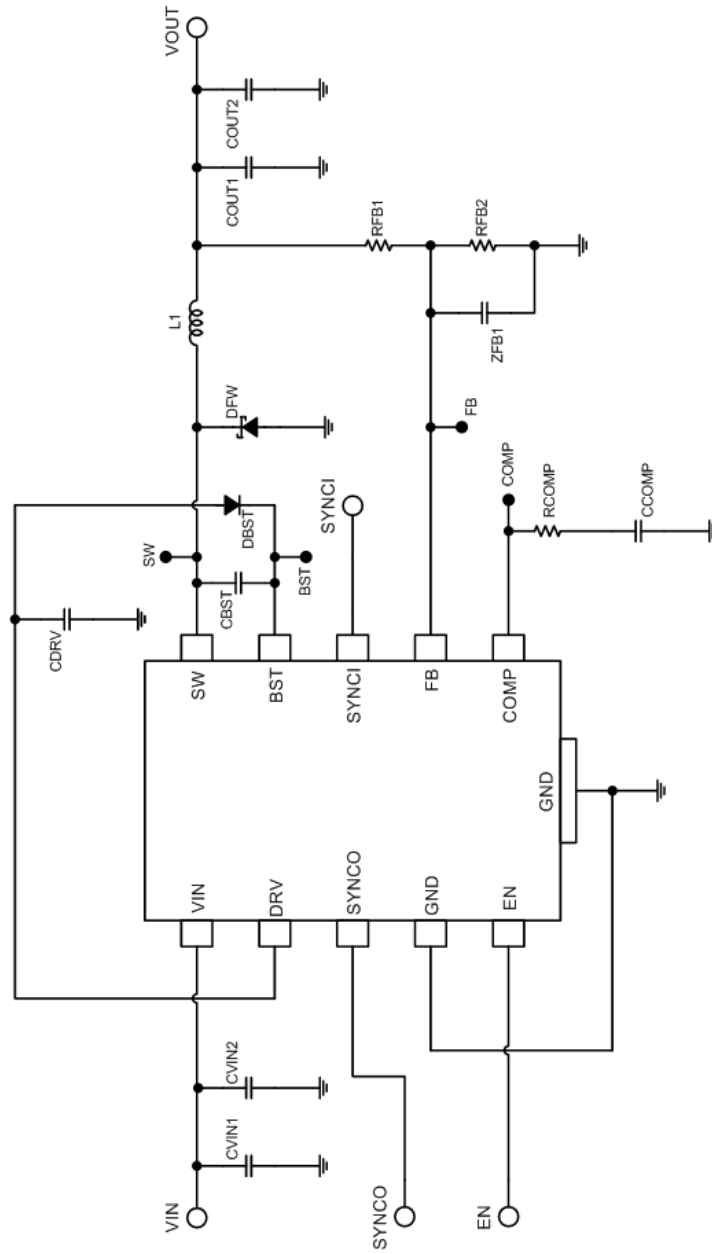 VOUT
COUT2
COUT1
L1
RFB1
RFB2
ZFB1
DFW
FB
COMP
RCOMP
CCOMP
SYNCI
DBST
SW
BST
CBST
CDRV
SW
BST
SYNCI
FB
COMP
GND
VIN
DRV
SYNCO
GND
EN
CVIN2
CVIN1
VIN
SYNCO
EN